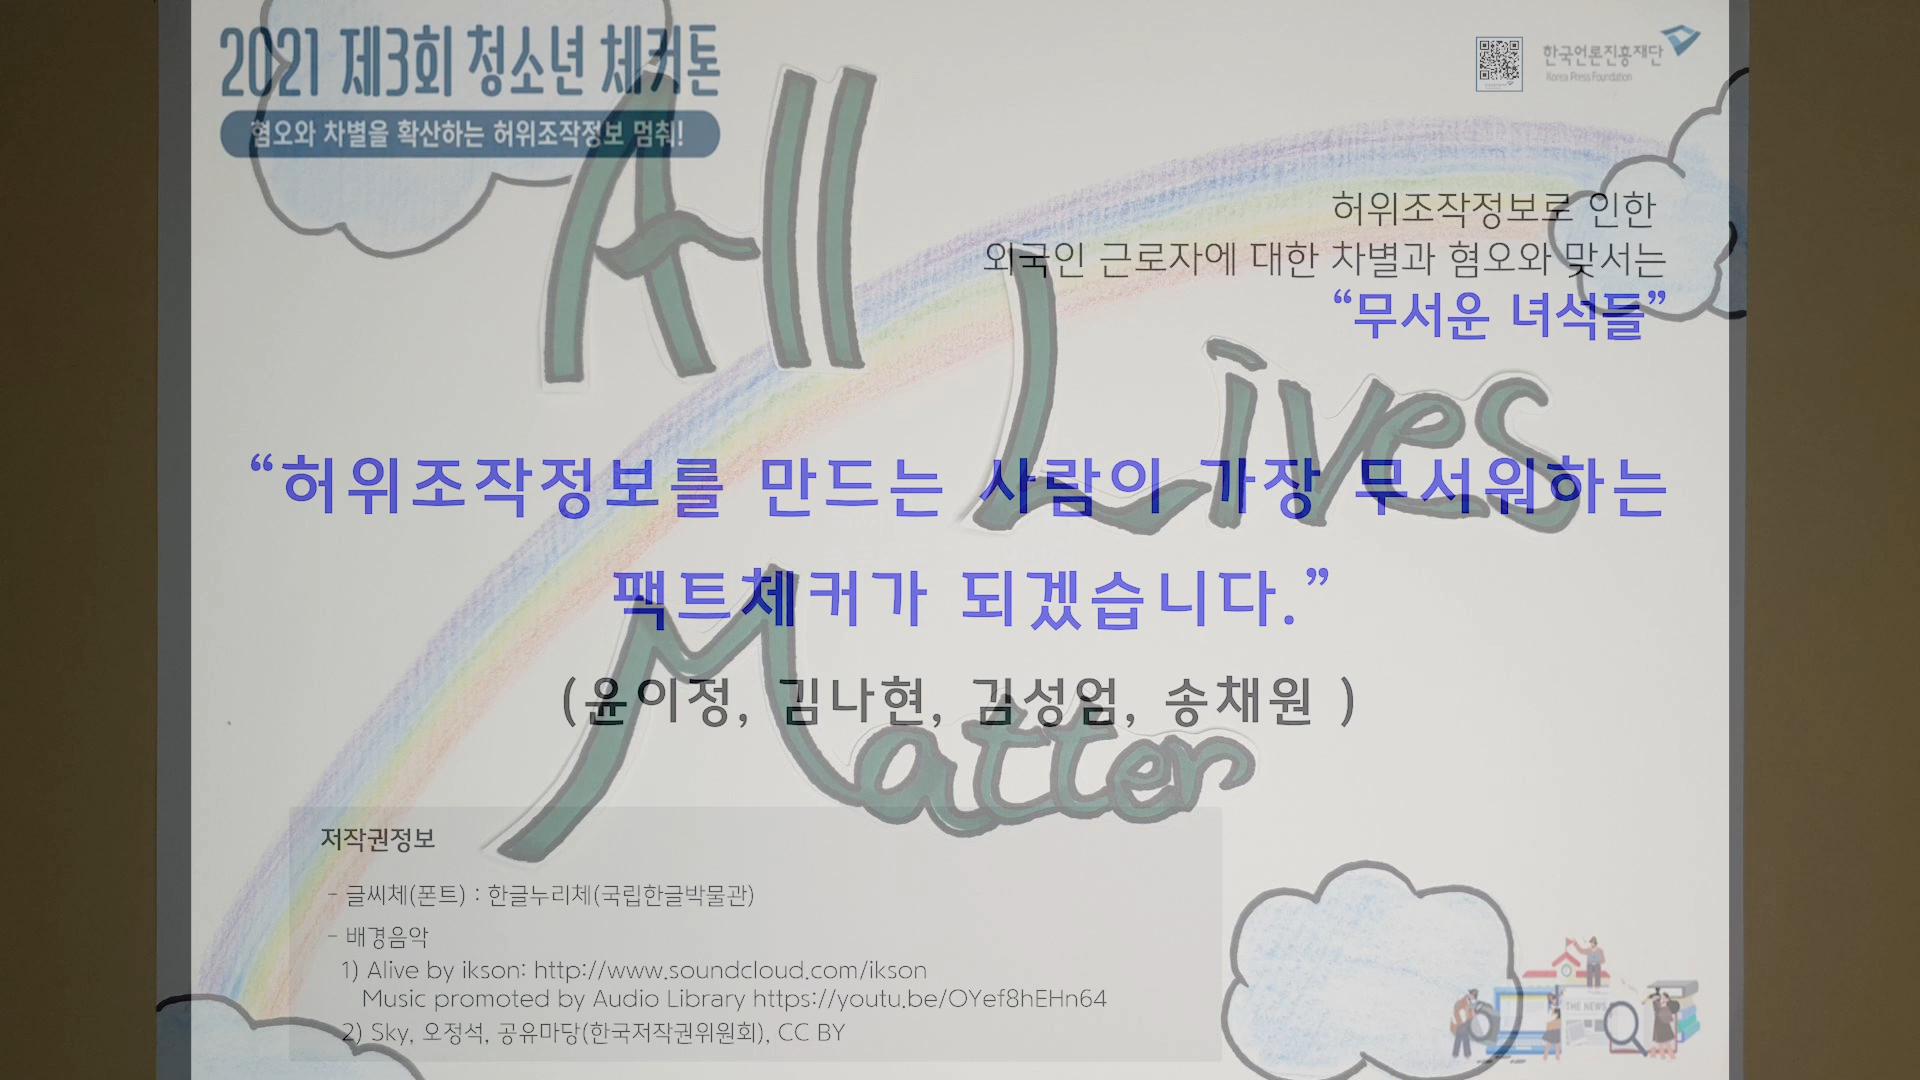 2021 제3회 청소년 체커톤
혐오와 차별을 확산하는 허위조작정보 멈춰!
한국언론진흥재단
Korea Press Foundation
허위조작정보로 인한
외국인 근로자에 대한 차별과 혐오와 맞서는
“무서운 녀석들”
All
Lives
Matter
“허위조작정보를 만드는 사람이 가장 무서워하는
팩트체커가 되겠습니다.”
(윤이정, 김나현, 김성엄, 송채원 )
저작권정보
- 글씨체(폰트) : 한글누리체(국립한글박물관)
- 배경음악
1) Alive by ikson: http://www.soundcloud.com/ikson
Music promoted by Audio Library https://youtu.be/OYef8hEHn64
2) Sky, 오정석, 공유마당(한국저작권위원회), CC BY
THE NEWS